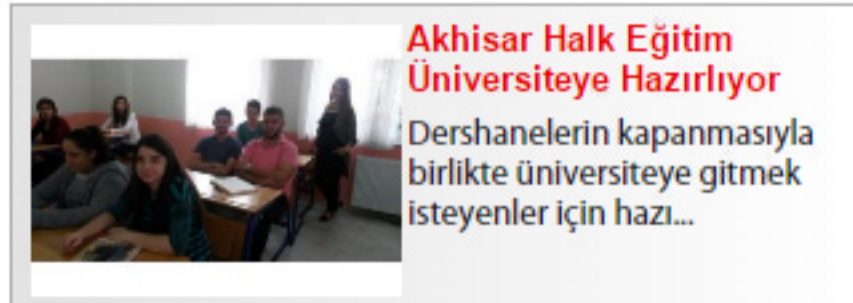 Akhisar Halk Eğitim
Üniversiteye Hazırlıyor
Dershanelerin kapanmasıyla
birlikte üniversiteye gitmek
isteyenler için hazı...